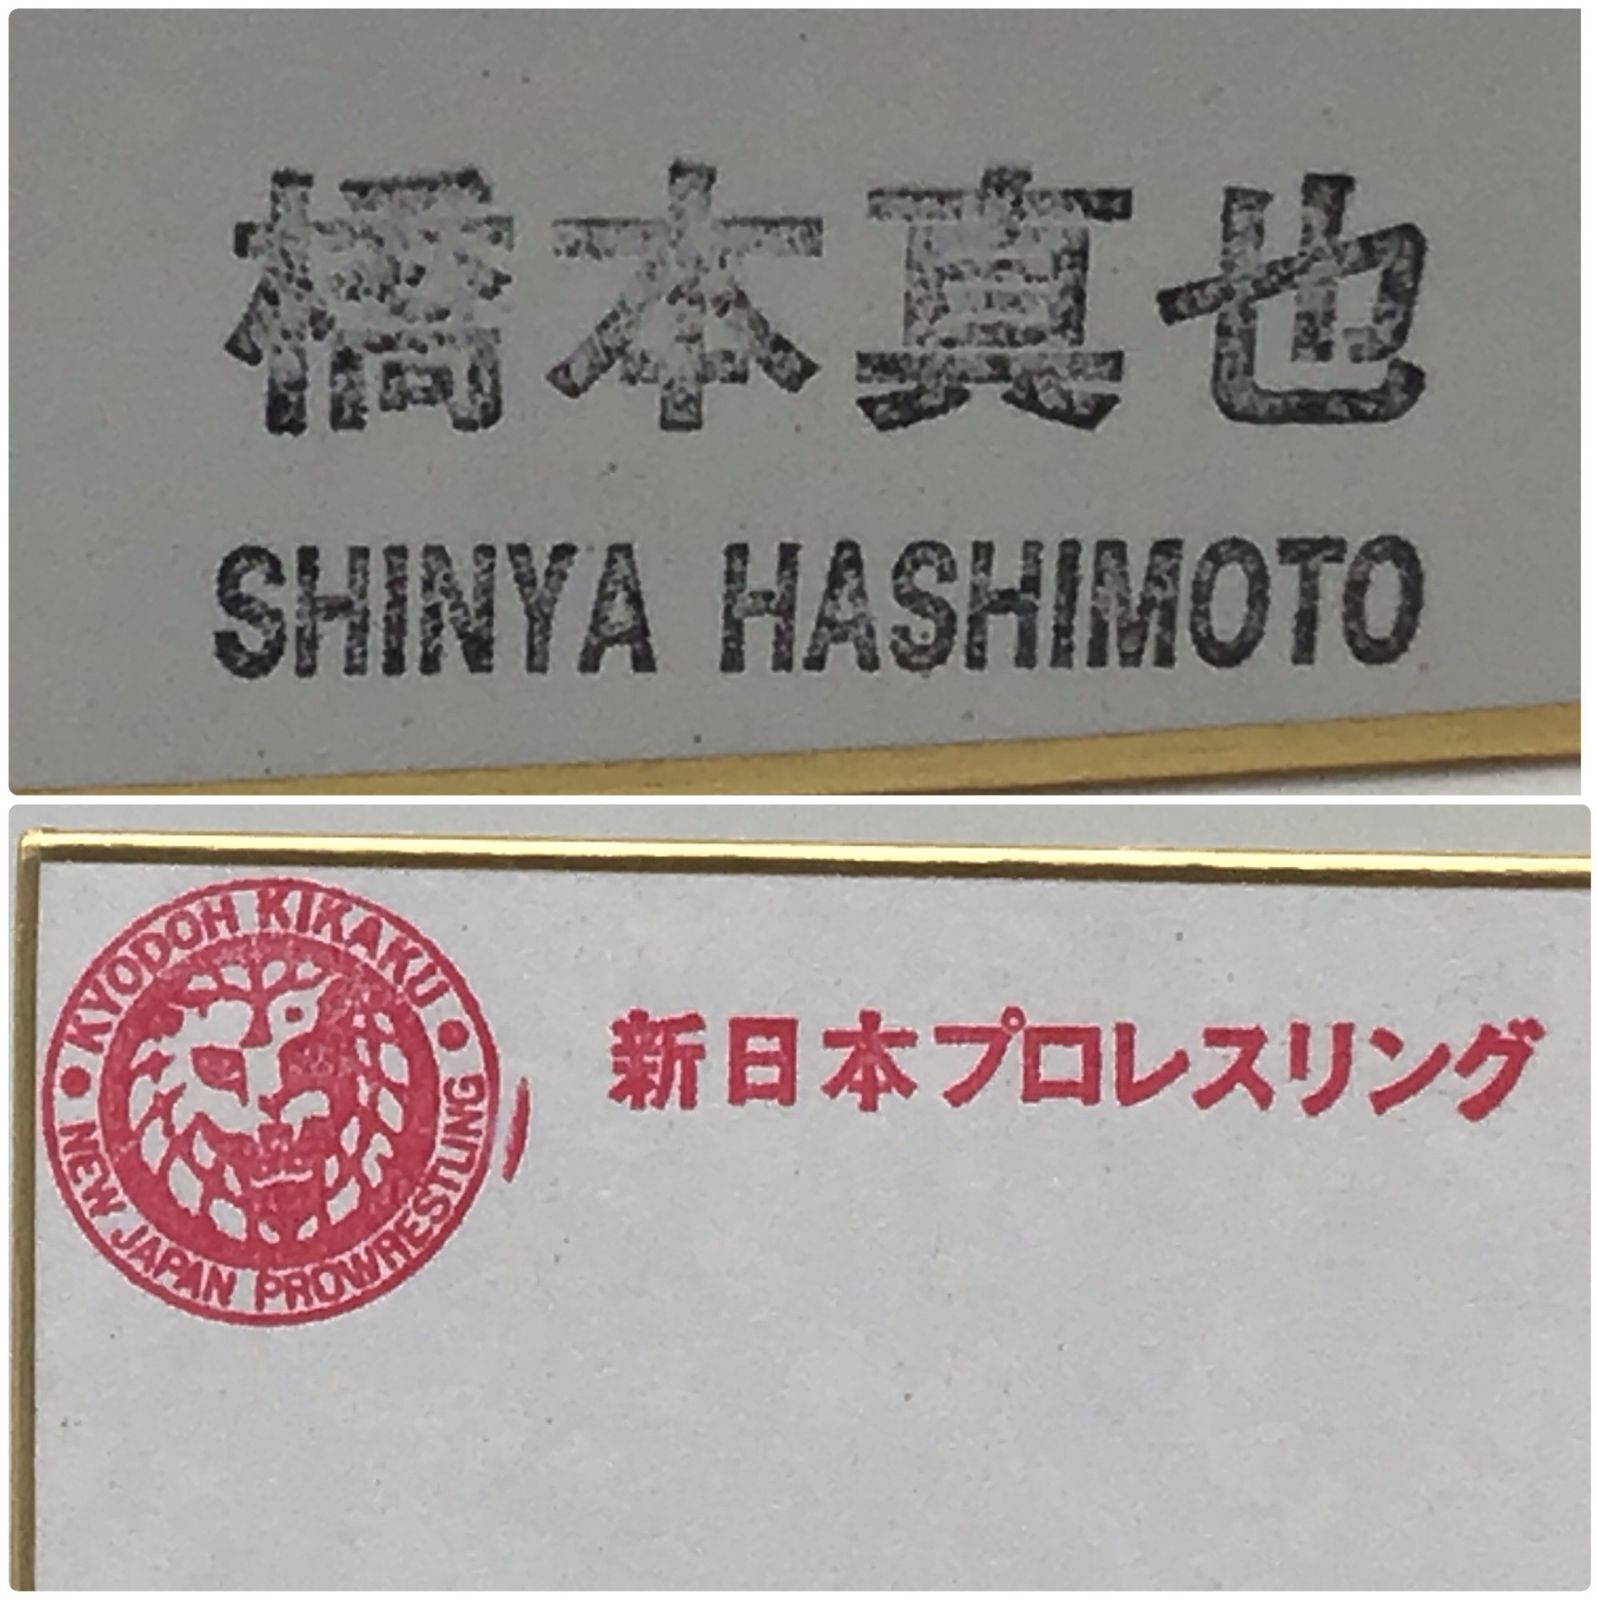 橋本真也
SHINYA HASHIMOTO
KYODOH KIKAKU
新日本プロレスリング
NEW JAPAN PROWRESTLING